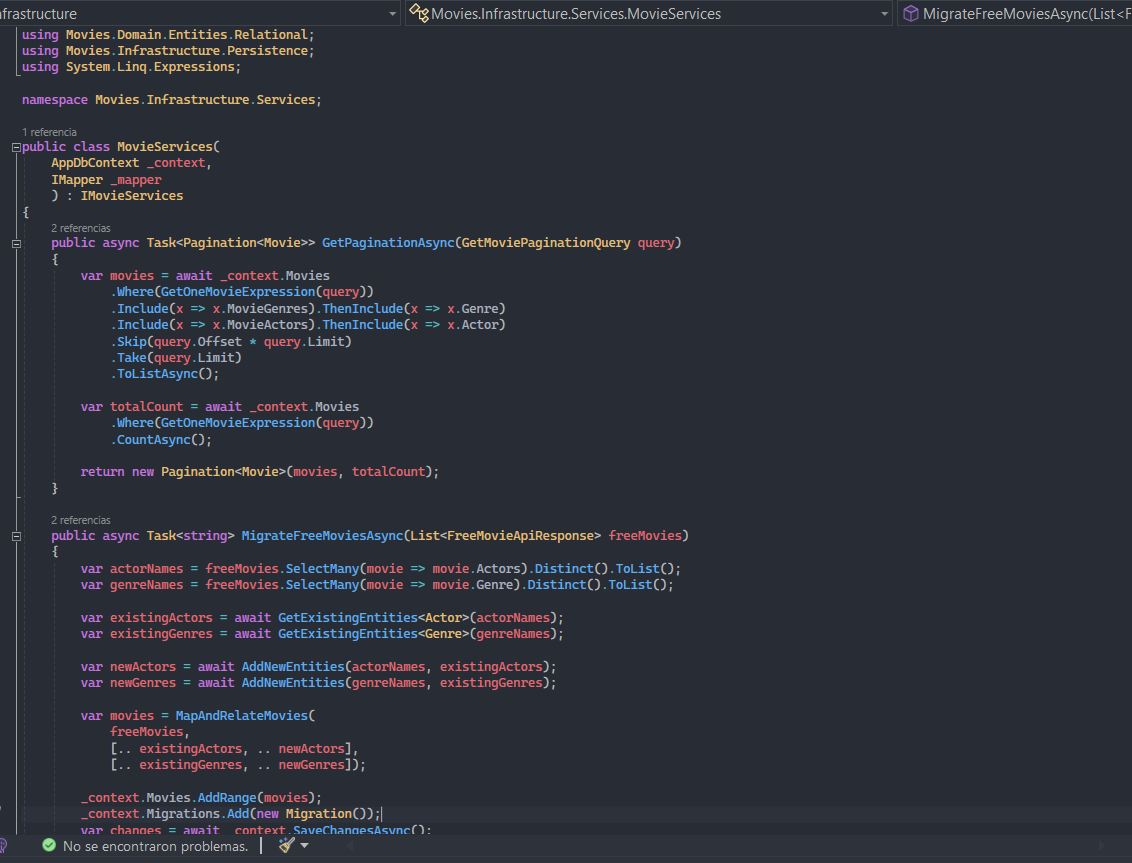 nfrastructure
Movies.Infrastructure.Services.MovieServices
MigrateFreeMoviesAsync(List<F
using Movies.Domain.Entities.Relational;
using Movies.Infrastructure.Persistence;
using System.Linq.Expressions;
namespace Movies.Infrastructure.Services;
1 referencia
public class MovieServices(
AppDbContext _context,
IMapper _mapper
) : IMovieServices
{
2 referencias
public async Task<Pagination<Movie>> GetPaginationAsync(GetMoviePaginationQuery query)
{
var movies = await _context.Movies
.Where(GetOneMovieExpression(query))
.Include(x => x.MovieGenres).ThenInclude(x => x.Genre)
.Include(x => x.MovieActors).ThenInclude(x => x.Actor)
.Skip(query.Offset * query.Limit)
.Take(query.Limit)
.ToListAsync();
var totalCount = await _context.Movies
.Where(GetOneMovieExpression(query))
.CountAsync();
return new Pagination<Movie>(movies, totalCount);
}
2 referencias
public async Task<string> MigrateFreeMoviesAsync(List<FreeMovieApiResponse> freeMovies)
{
var actorNames = freeMovies.SelectMany(movie => movie.Actors).Distinct().ToList();
var genreNames = freeMovies.SelectMany(movie => movie.Genre).Distinct().ToList();
var existingActors = await GetExistingEntities<Actor>(actorNames);
var existingGenres = await GetExistingEntities<Genre>(genreNames);
var newActors = await AddNewEntities(actorNames, existingActors);
var newGenres = await AddNewEntities(genreNames, existingGenres);
var movies = MapAndRelateMovies(
freeMovies,
[.. existingActors, .. newActors],
[.. existingGenres, .. newGenres]);
_context.Movies.AddRange(movies);
_context.Migrations.Add(new Migration());
var changes = await _context.SaveChangesAsync();
No se encontraron problemas.